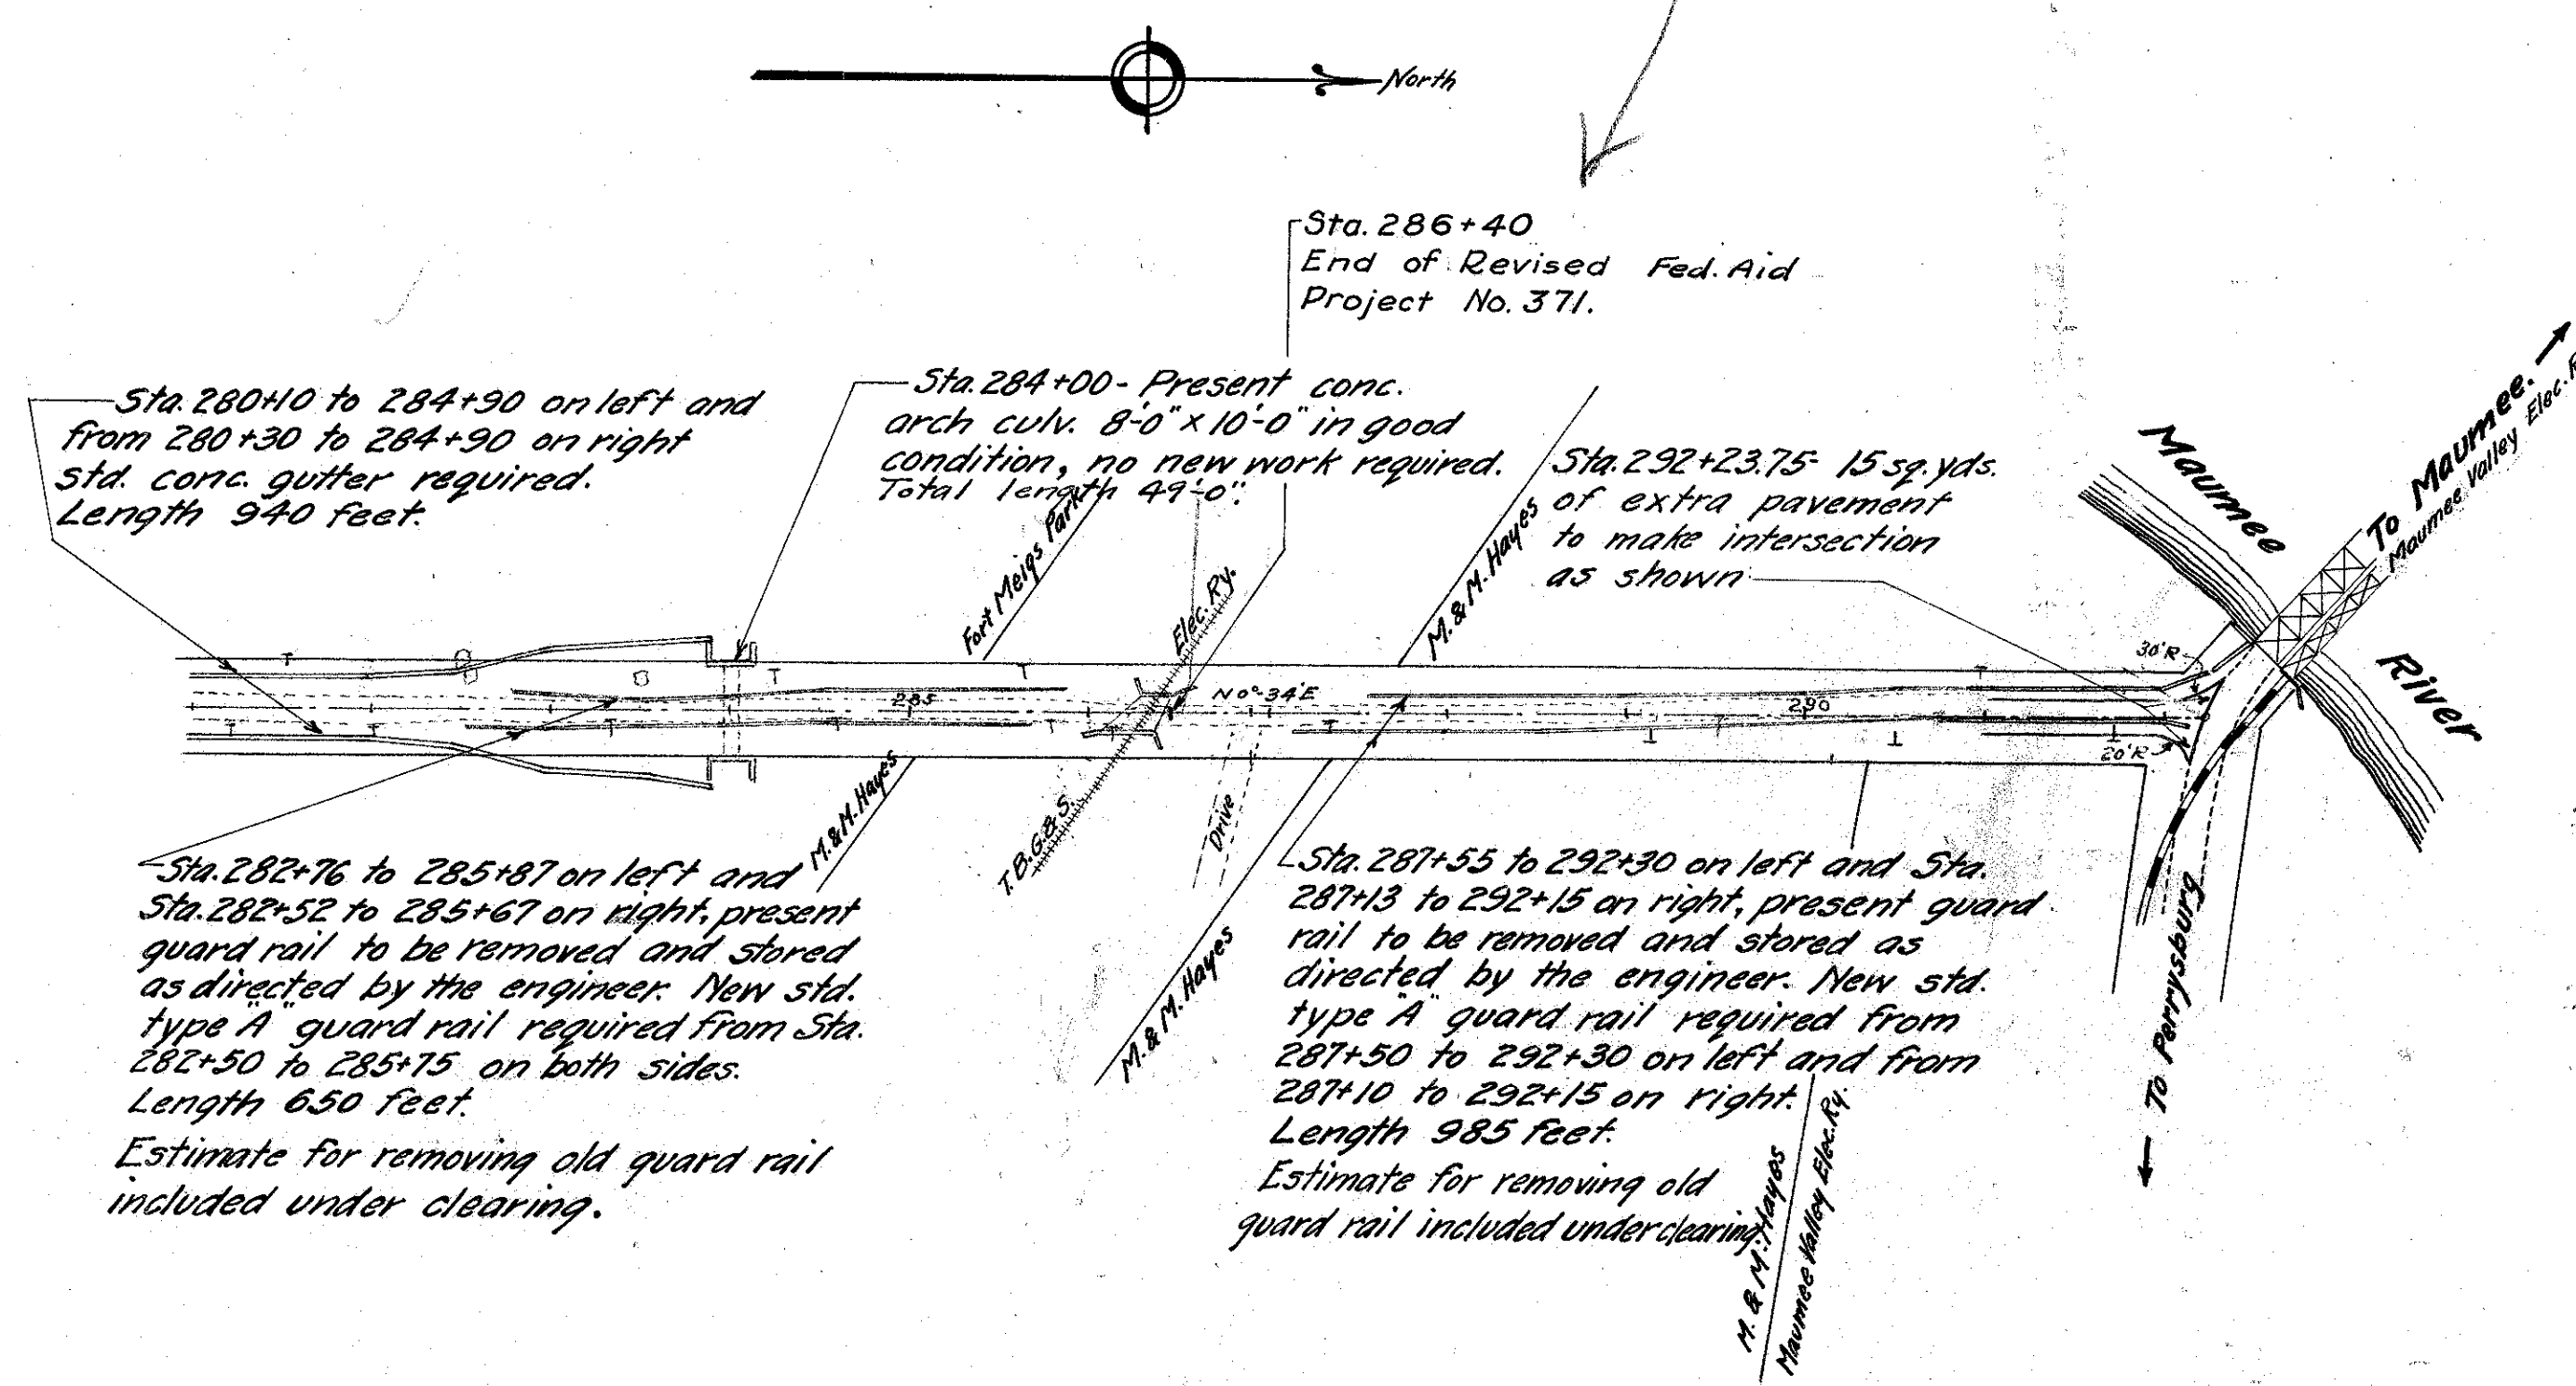 North
Sta. 286+40
End of Revised Fed. Aid
Project No. 371.
Sta. 280+10 to 284+90 on left and
from 280+30 to 284+90 on right
std. conc. gutter required.
Length 940 feet.
Sta. 284+00- Present conc.
arch culv. 8'-0" x 10'-0" in good
condition, no new work required.
Total length 49'-0".
Sta. 292+23.75- 15 sq. yds.
of extra pavement
to make intersection
as shown
Maumee
River
To Maumee.
Maumee Valley Elec. R
Fort Meigs Park
Elec. Ry.
M. & M. Hayes
30'R
285
N 0°-34'E
290
20'R
M. & M. Hayes
T.B.G.&S.
Drive
M. & M. Hayes
To Perrysburg
Sta. 282+76 to 285+87 on left and
Sta. 282+52 to 285+67 on right, present
guard rail to be removed and stored
as directed by the engineer. New std.
type "A" guard rail required from Sta.
282+50 to 285+75 on both sides.
Length 650 feet.
Estimate for removing old guard rail
included under clearing.
Sta. 287+55 to 292+30 on left and Sta.
287+13 to 292+15 on right, present guard
rail to be removed and stored as
directed by the engineer. New std.
type "A" guard rail required from
287+50 to 292+30 on left and from
287+10 to 292+15 on right.
Length 985 feet.
Estimate for removing old
guard rail included under clearing
M. & M. Hayes
Maumee Valley Elec. Ry.